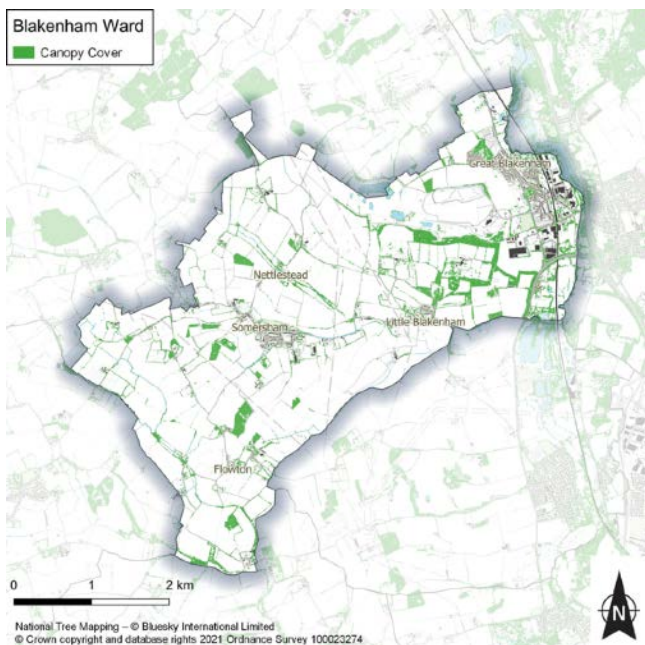 Blakenham Ward
Canopy Cover
Great Blakenham
Nettlestead
Somersham
Little Blakenham
Flowton
0 1 2 km
N
National Tree Mapping – © Bluesky International Limited
© Crown copyright and database rights 2021 Ordnance Survey 100023274